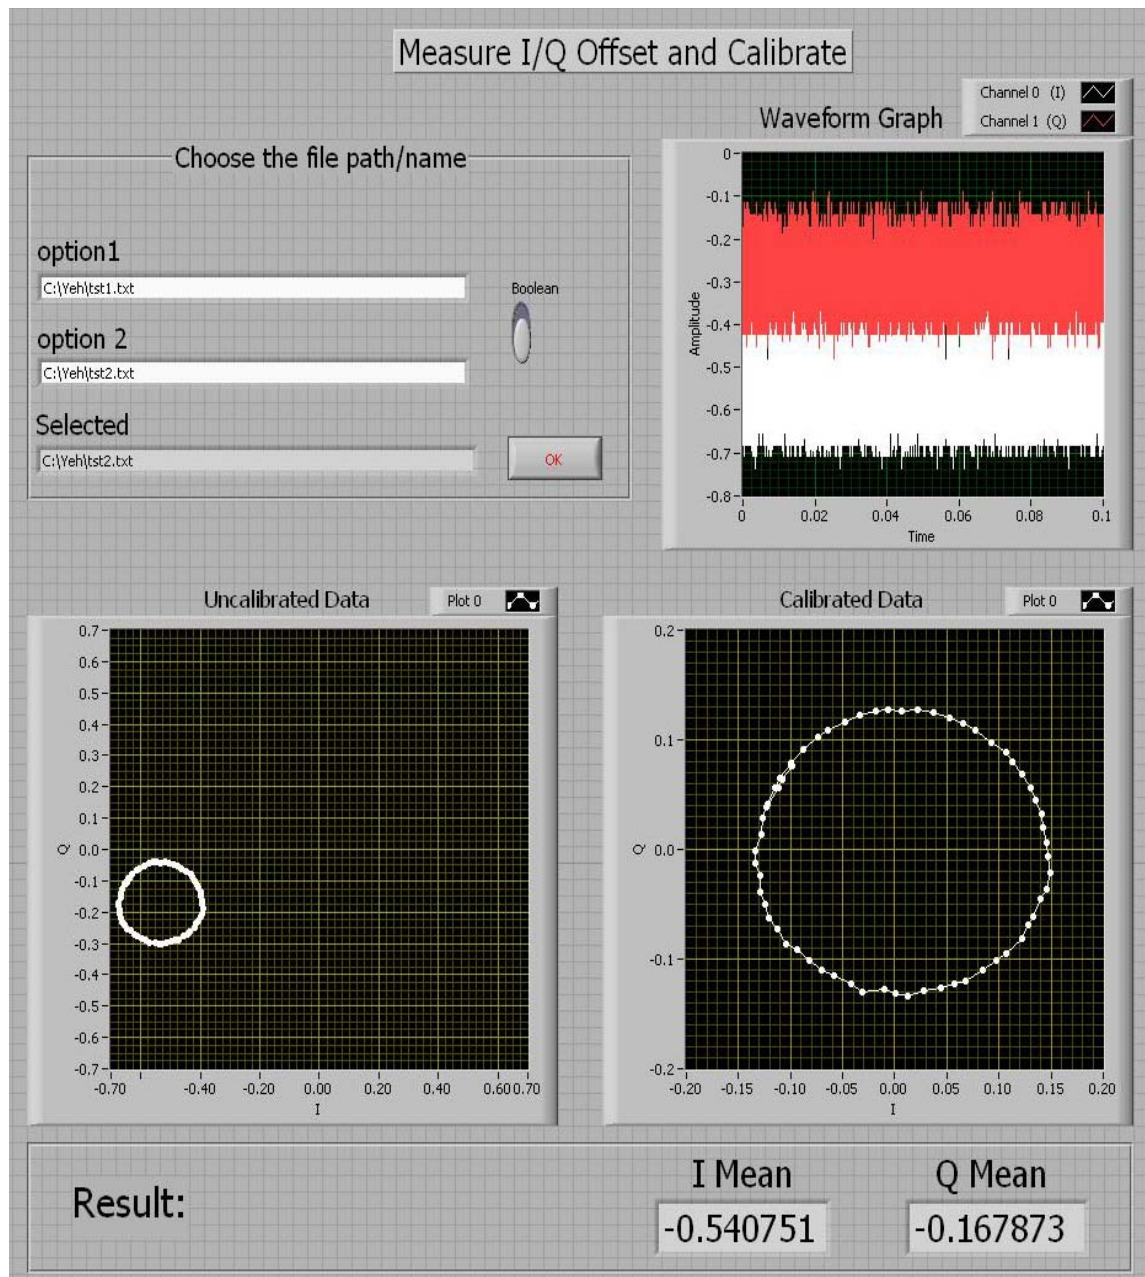 Measure I/Q Offset and Calibrate
Choose the file path/name
option1
C:\Yeh\tst1.txt
Boolean
option 2
C:\Yeh\tst2.txt
Selected
C:\Yeh\tst2.txt
OK
Waveform Graph
Channel 0 (I)
Channel 1 (Q)
Amplitude
0
-0.1
-0.2
-0.3
-0.4
-0.5
-0.6
-0.7
-0.8
0 0.02 0.04 0.06 0.08 0.1
Time
Uncalibrated Data
Plot 0
Q
0.7
0.6
0.5
0.4
0.3
0.2
0.1
0.0
-0.1
-0.2
-0.3
-0.4
-0.5
-0.6
-0.7
-0.70 -0.40 -0.20 0.00 0.20 0.40 0.60 0.70
I
Calibrated Data
Plot 0
Q
0.2
0.1
0.0
-0.1
-0.2
-0.20 -0.15 -0.10 -0.05 0.00 0.05 0.10 0.15 0.20
I
Result:
I Mean
-0.540751
Q Mean
-0.167873